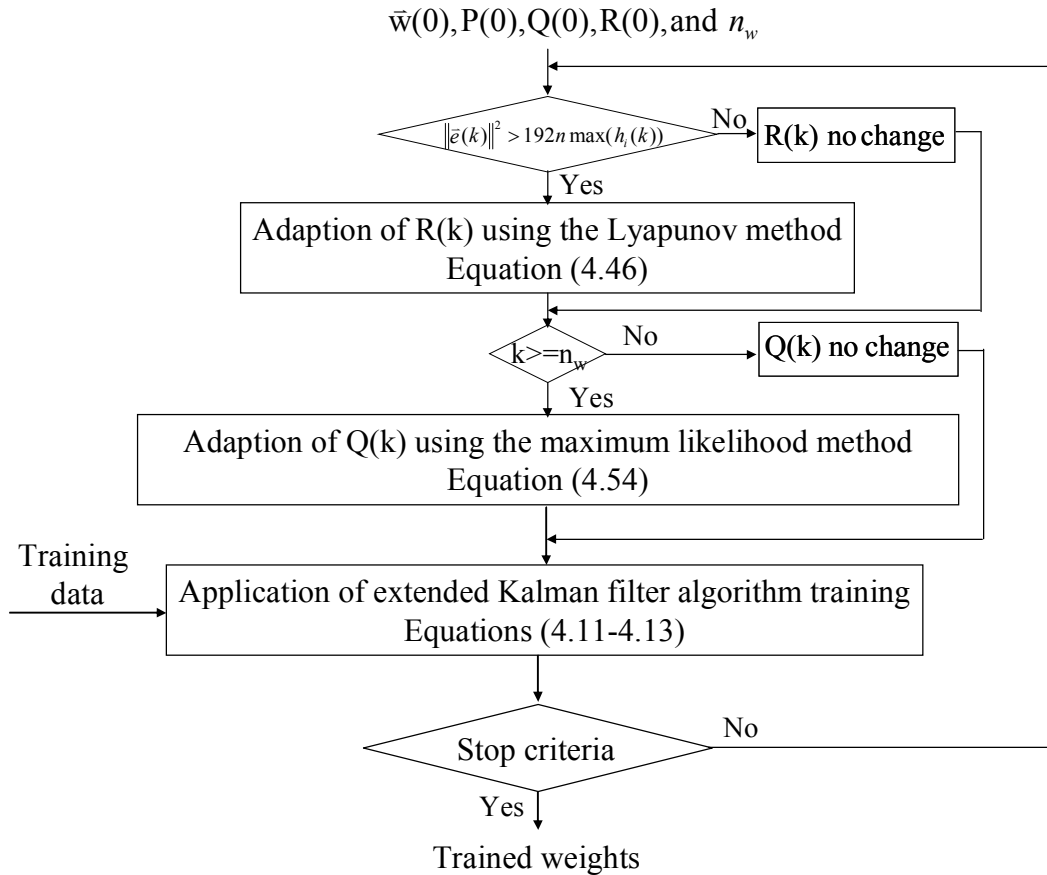 w̄(0), P(0), Q(0), R(0), and n_w
‖ē(k)‖² > 192n max(h_i(k))
No
R(k) no change
Yes
Adaption of R(k) using the Lyapunov method
Equation (4.46)
k>=n_w
No
Q(k) no change
Yes
Adaption of Q(k) using the maximum likelihood method
Equation (4.54)
Training
data
Application of extended Kalman filter algorithm training
Equations (4.11-4.13)
Stop criteria
No
Yes
Trained weights